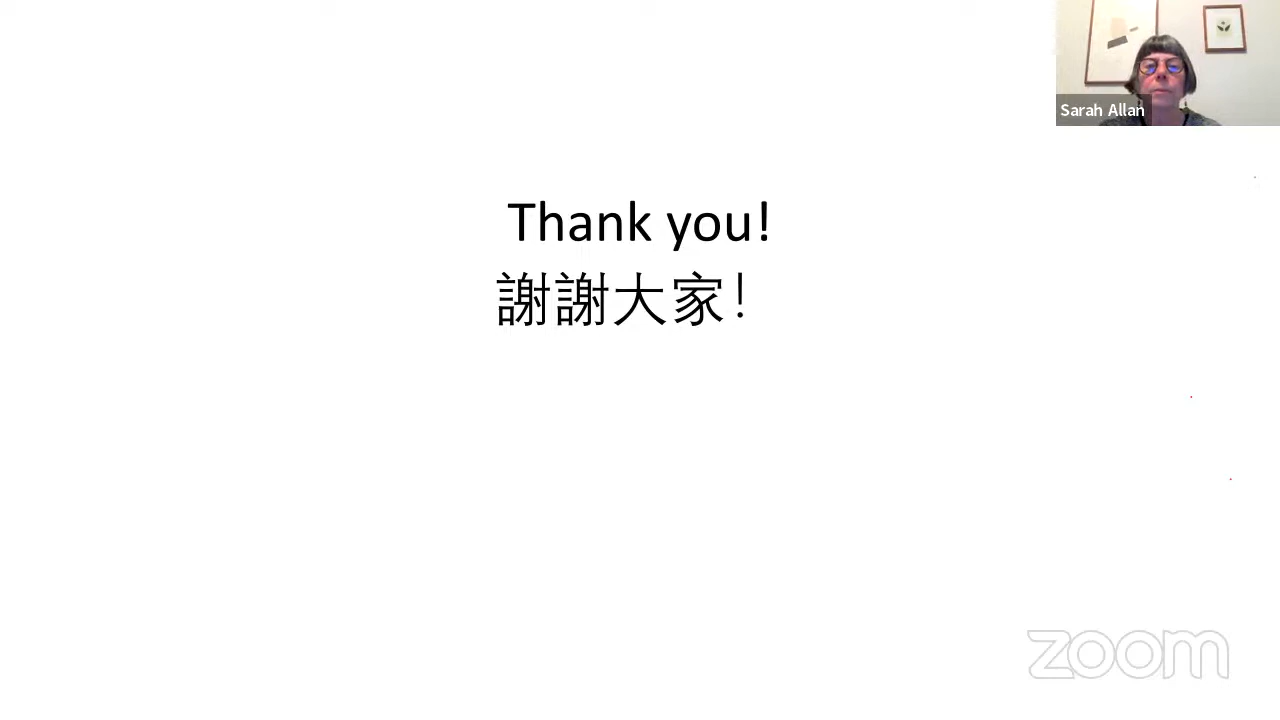 Sarah Allan
Thank you!
謝謝大家！
zoom